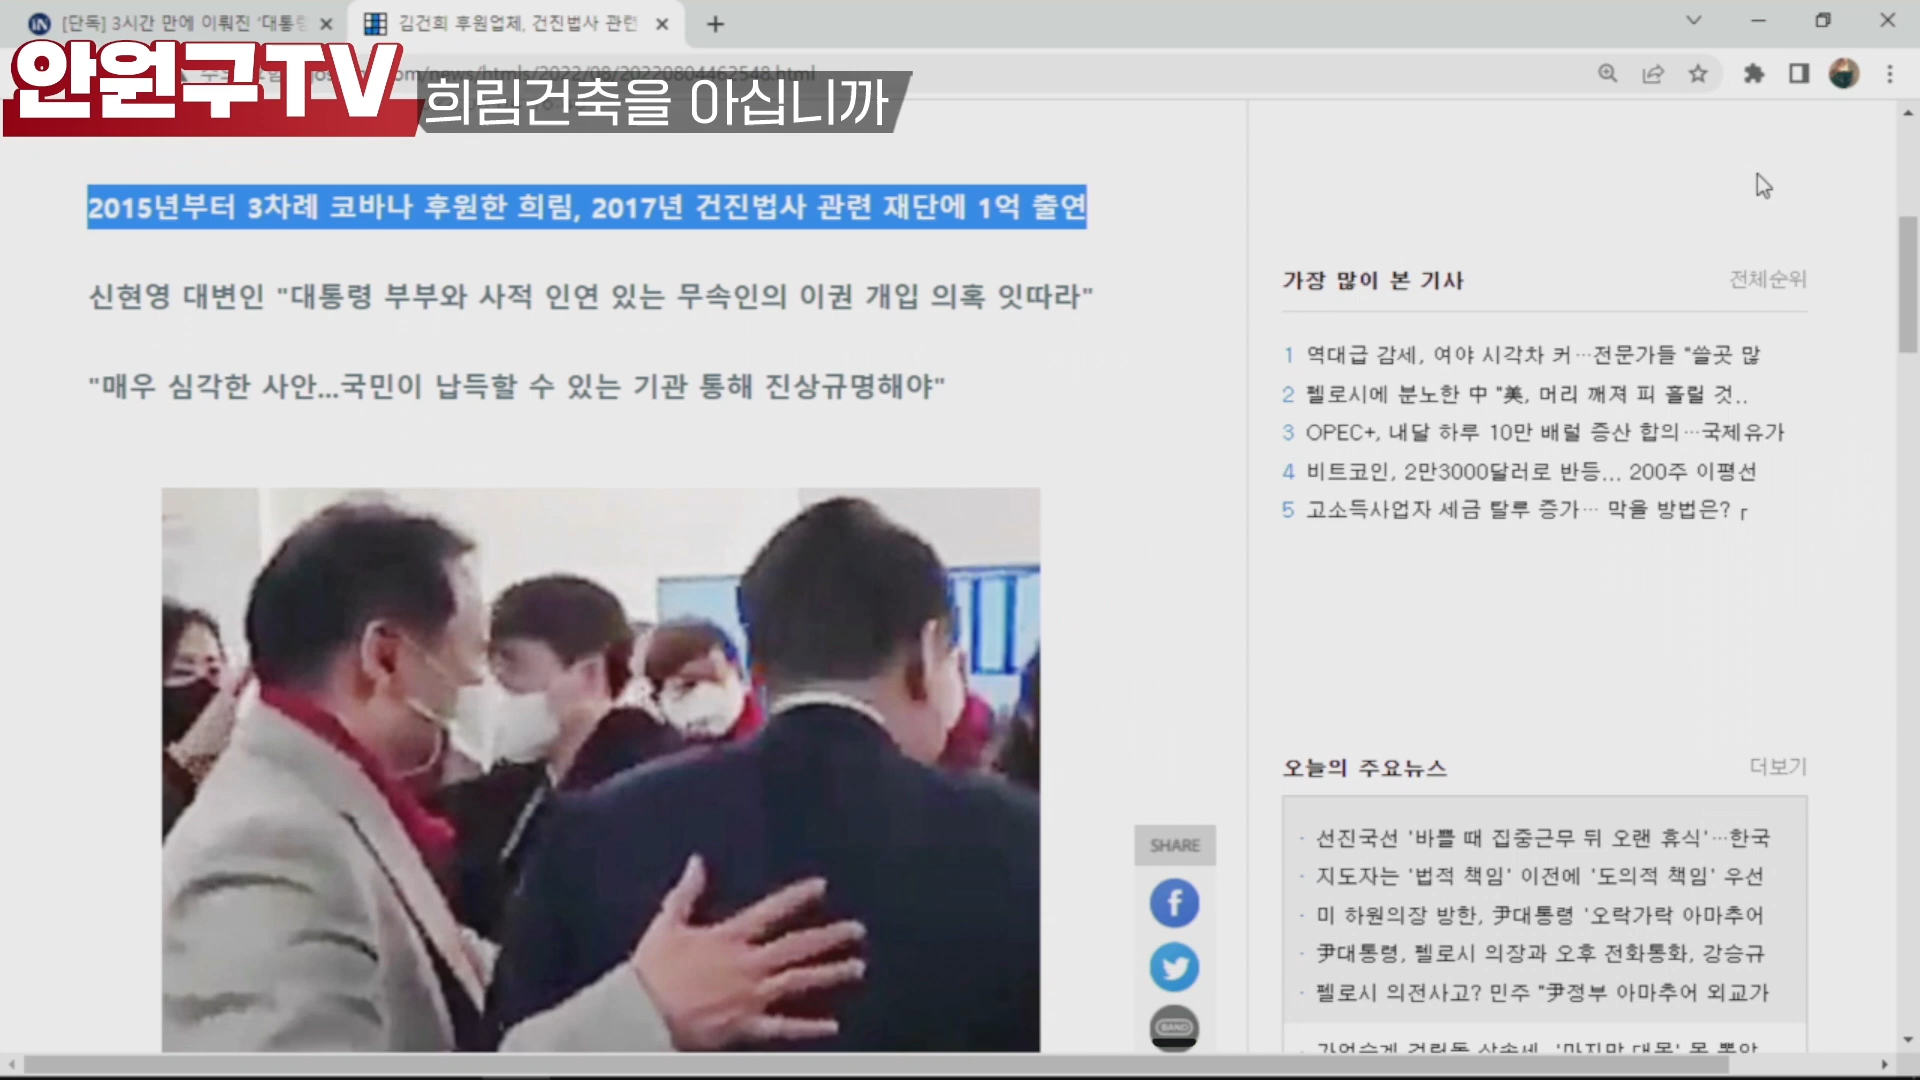 [단독] 3시간 만에 이뤄진 '대통령
김건희 후원업체, 건진법사 관련
안원구TV
om/news/htmls/2022/08/20220804462548.html
희림건축을 아십니까
2015년부터 3차례 코바나 후원한 희림, 2017년 건진법사 관련 재단에 1억 출연
신현영 대변인 "대통령 부부와 사적 인연 있는 무속인의 이권 개입 의혹 잇따라"
"매우 심각한 사안...국민이 납득할 수 있는 기관 통해 진상규명해야"
SHARE
BAND
가장 많이 본 기사 전체순위
1 역대급 감세, 여야 시각차 커…전문가들 "쓸곳 많
2 펠로시에 분노한 中 "美, 머리 깨져 피 흘릴 것..
3 OPEC+, 내달 하루 10만 배럴 증산 합의…국제유가
4 비트코인, 2만3000달러로 반등... 200주 이평선
5 고소득사업자 세금 탈루 증가… 막을 방법은?
오늘의 주요뉴스 더보기
· 선진국선 '바쁠 때 집중근무 뒤 오랜 휴식'…한국
· 지도자는 '법적 책임' 이전에 '도의적 책임' 우선
· 미 하원의장 방한, 尹대통령 '오락가락 아마추어
· 尹대통령, 펠로시 의장과 오후 전화통화, 강승규
· 펠로시 의전사고? 민주 "尹정부 아마추어 외교가